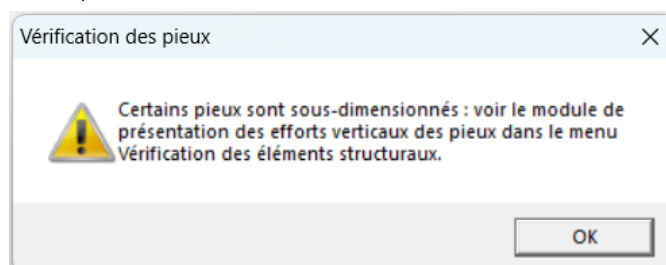 Vérification des pieux
Certains pieux sont sous-dimensionnés : voir le module de
présentation des efforts verticaux des pieux dans le menu
Vérification des éléments structuraux.
OK